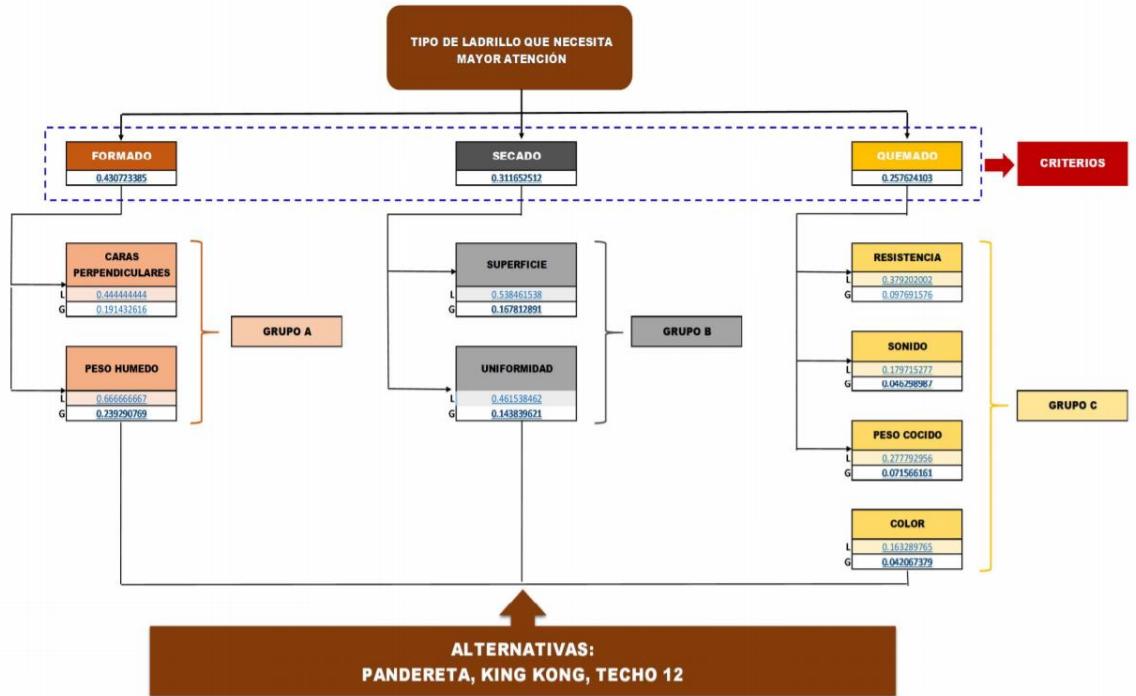 TIPO DE LADRILLO QUE NECESITA
MAYOR ATENCIÓN
FORMADO
0.430723385
SECADO
0.311652512
QUEMADO
0.257624103
CRITERIOS
CARAS
PERPENDICULARES
L 0.444444444
G 0.191432616
PESO HUMEDO
L 0.666666667
G 0.239290769
GRUPO A
SUPERFICIE
L 0.538461538
G 0.167812891
UNIFORMIDAD
L 0.461538462
G 0.143839621
GRUPO B
RESISTENCIA
L 0.379202002
G 0.097691576
SONIDO
L 0.179715277
G 0.046298987
PESO COCIDO
L 0.277792956
G 0.071566161
COLOR
L 0.163289765
G 0.042067379
GRUPO C
ALTERNATIVAS:
PANDERETA, KING KONG, TECHO 12